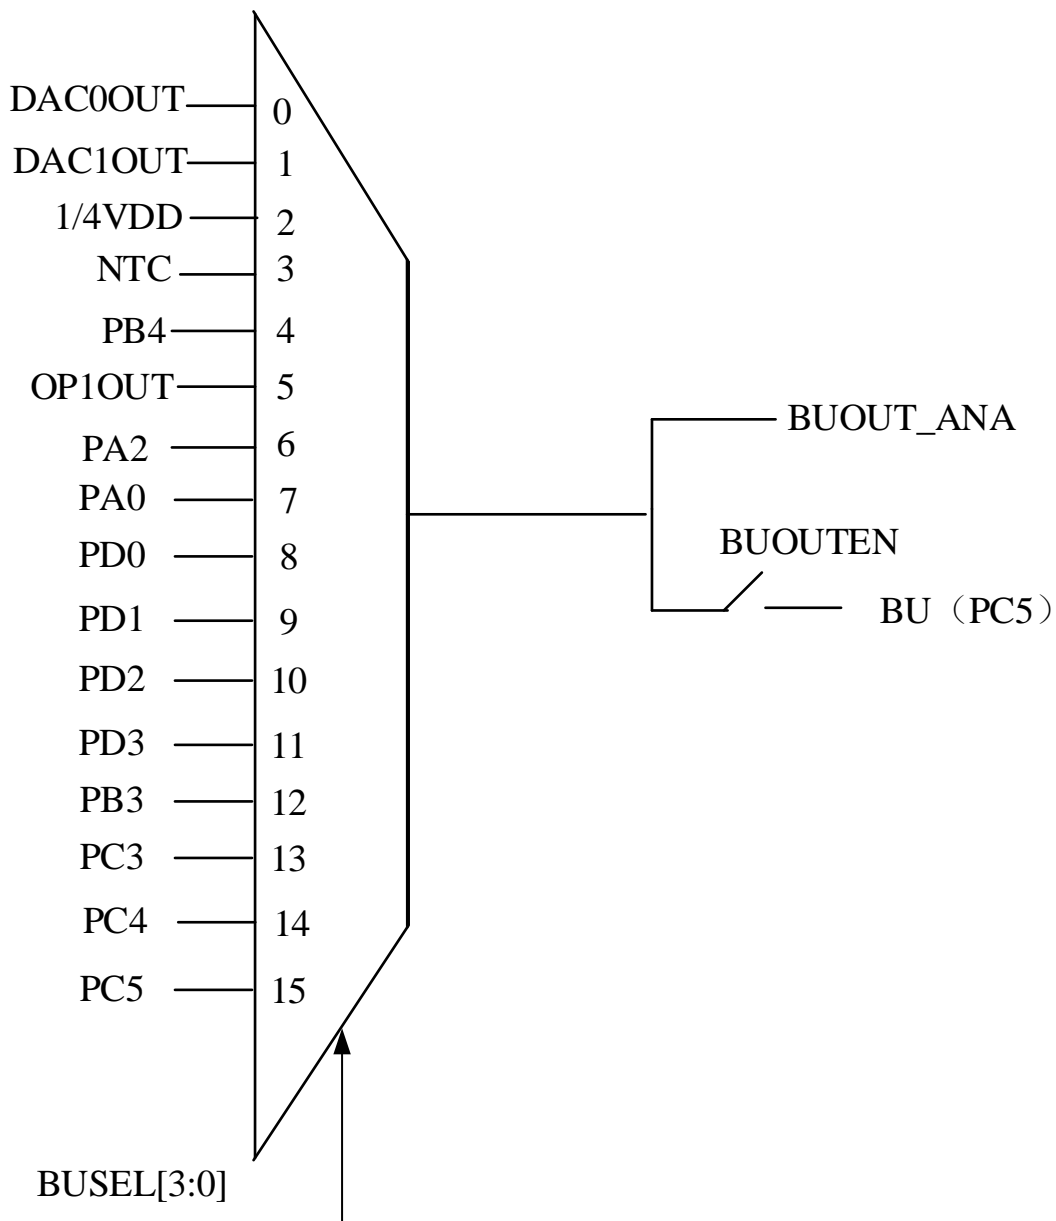 DAC0OUT 0
DAC1OUT 1
1/4VDD 2
NTC 3
PB4 4
OP1OUT 5
PA2 6
PA0 7
PD0 8
PD1 9
PD2 10
PD3 11
PB3 12
PC3 13
PC4 14
PC5 15
BUSEL[3:0]
BUOUT_ANA
BUOUTEN
BU（PC5）